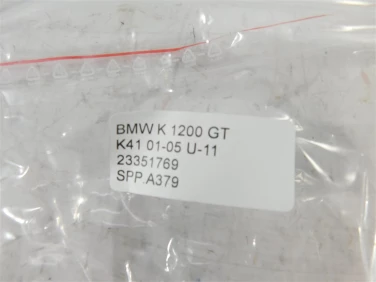 BMW K 1200 GT
K41 01-05 U-11
23351769
SPP.A379